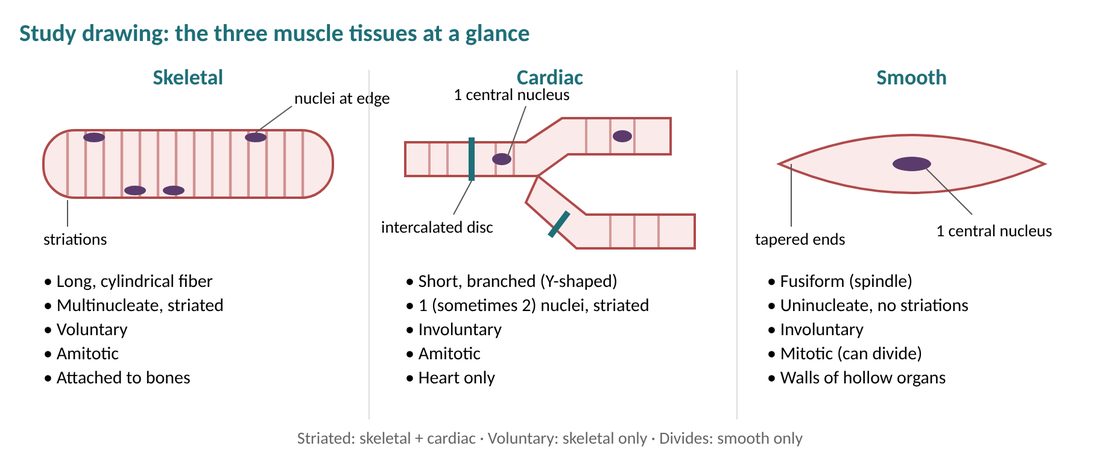 Study drawing: the three muscle tissues at a glance
Skeletal
nuclei at edge
striations
• Long, cylindrical fiber
• Multinucleate, striated
• Voluntary
• Amitotic
• Attached to bones
Cardiac
1 central nucleus
intercalated disc
• Short, branched (Y-shaped)
• 1 (sometimes 2) nuclei, striated
• Involuntary
• Amitotic
• Heart only
Smooth
tapered ends
1 central nucleus
• Fusiform (spindle)
• Uninucleate, no striations
• Involuntary
• Mitotic (can divide)
• Walls of hollow organs
Striated: skeletal + cardiac · Voluntary: skeletal only · Divides: smooth only